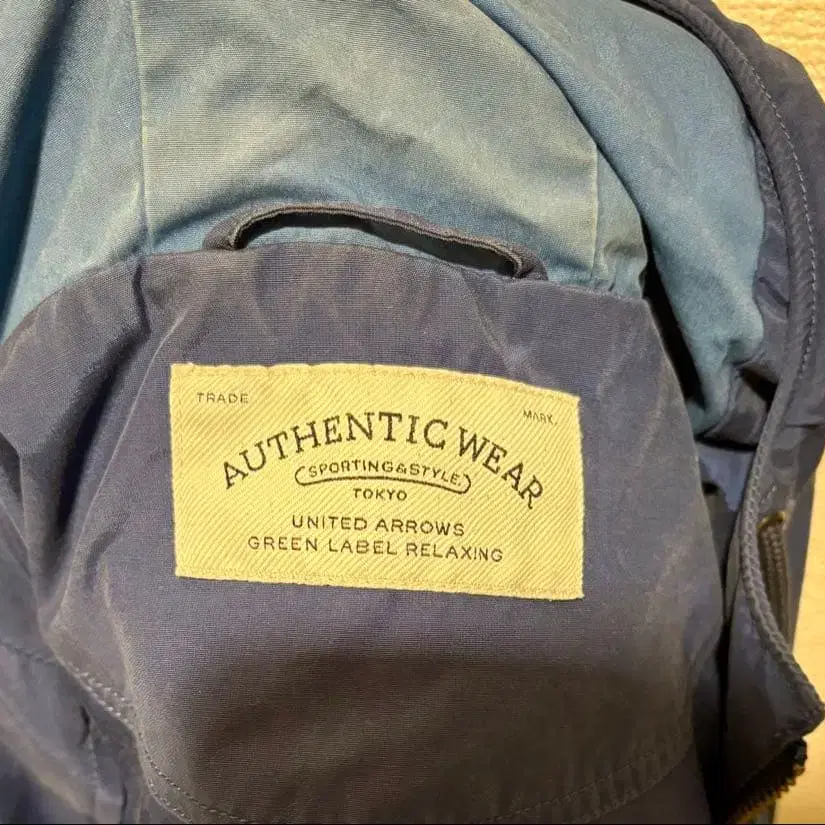 TRADE MARK.
AUTHENTIC WEAR
SPORTING&STYLE.
TOKYO
UNITED ARROWS
GREEN LABEL RELAXING